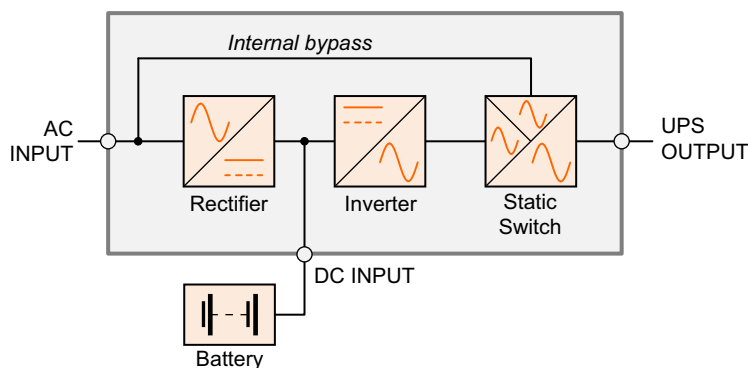 Internal bypass
AC
INPUT
UPS
OUTPUT
Rectifier
Inverter
Static
Switch
DC INPUT
Battery